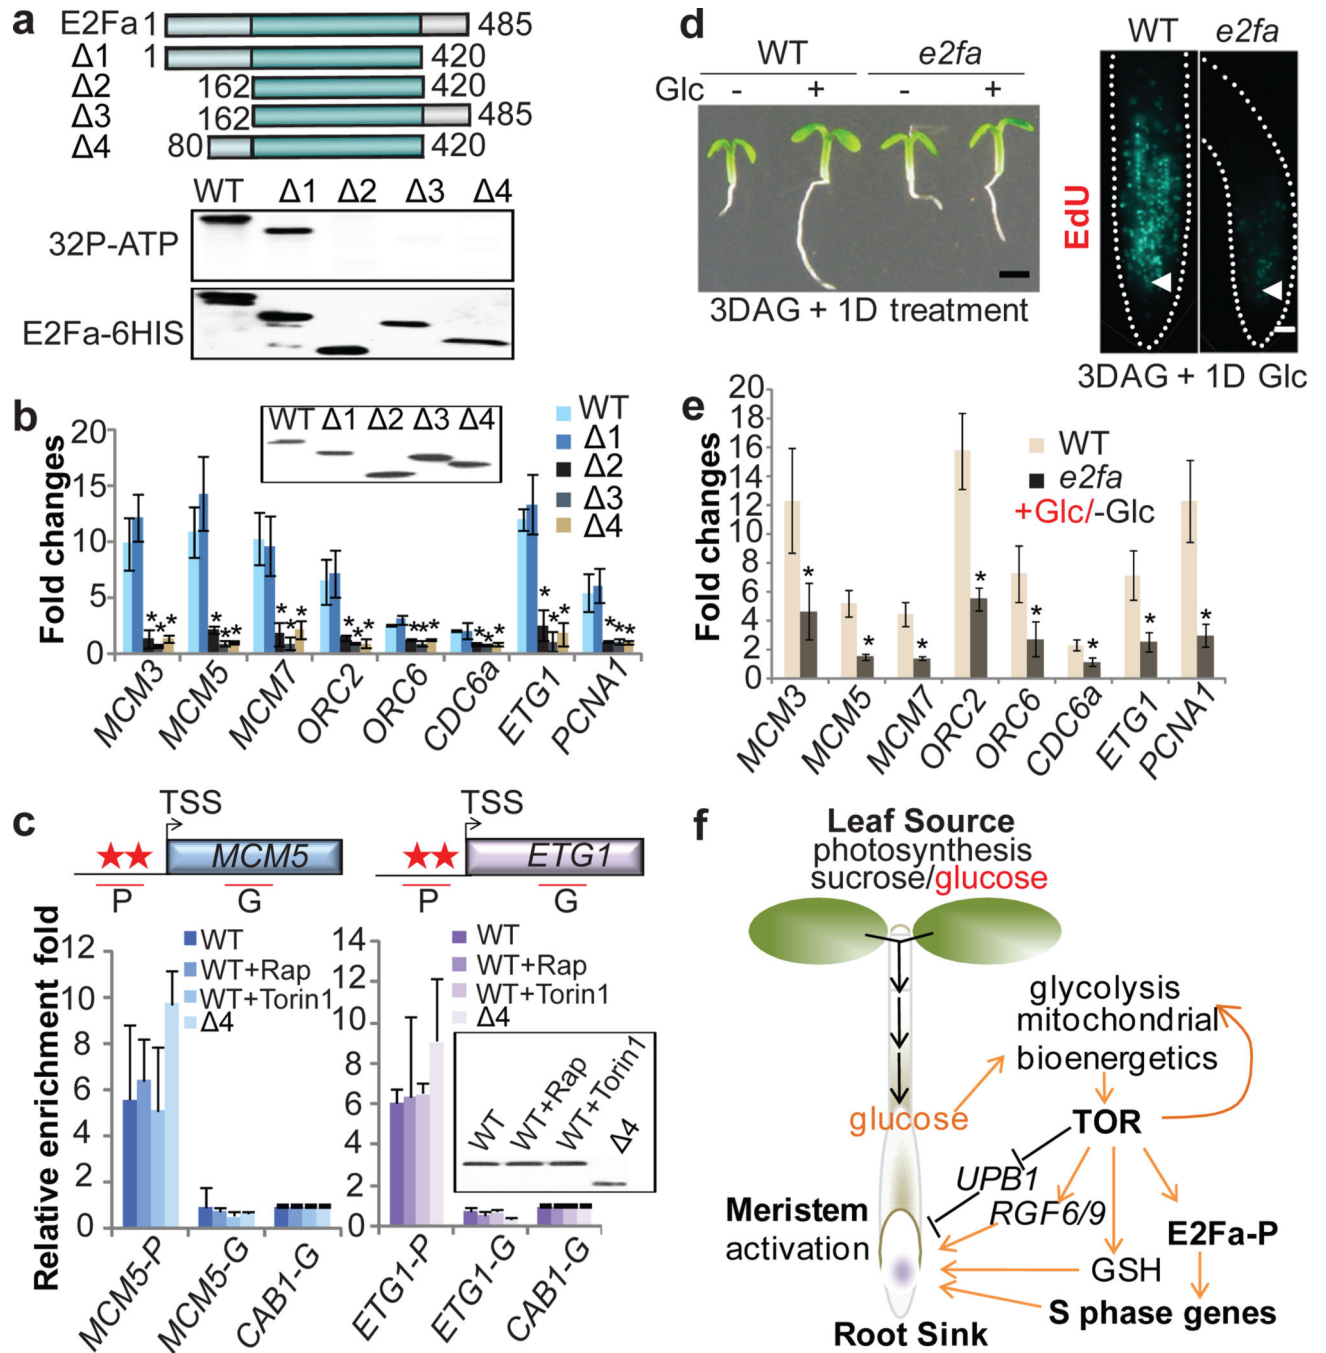 a
E2Fa 1 485
Δ1 1 420
Δ2 162 420
Δ3 162 485
Δ4 80 420
WT Δ1 Δ2 Δ3 Δ4
32P-ATP
E2Fa-6HIS
b
Fold changes
20
15
10
5
0
WT Δ1 Δ2 Δ3 Δ4
WT
Δ1
Δ2
Δ3
Δ4
* * *
* * *
* * *
* * *
* * *
* * *
* * *
* * *
MCM3 MCM5 MCM7 ORC2 ORC6 CDC6a ETG1 PCNA1
c
TSS
MCM5
P G
TSS
ETG1
P G
Relative enrichment fold
12
10
8
6
4
2
0
WT
WT+Rap
WT+Torin1
Δ4
MCM5-P MCM5-G CAB1-G
14
12
10
8
6
4
2
0
WT
WT+Rap
WT+Torin1
Δ4
WT WT+Rap WT+Torin1 Δ4
ETG1-P ETG1-G CAB1-G
d
WT e2fa
Glc - + - +
3DAG + 1D treatment
WT e2fa
EdU
3DAG + 1D Glc
e
Fold changes
20
18
16
14
12
10
8
6
4
2
0
WT
e2fa
+Glc/-Glc
* * * * * * * *
MCM3 MCM5 MCM7 ORC2 ORC6 CDC6a ETG1 PCNA1
f
Leaf Source
photosynthesis
sucrose/glucose
glycolysis
mitochondrial
bioenergetics
glucose
TOR
UPB1
RGF6/9
Meristem
activation
E2Fa-P
GSH
S phase genes
Root Sink